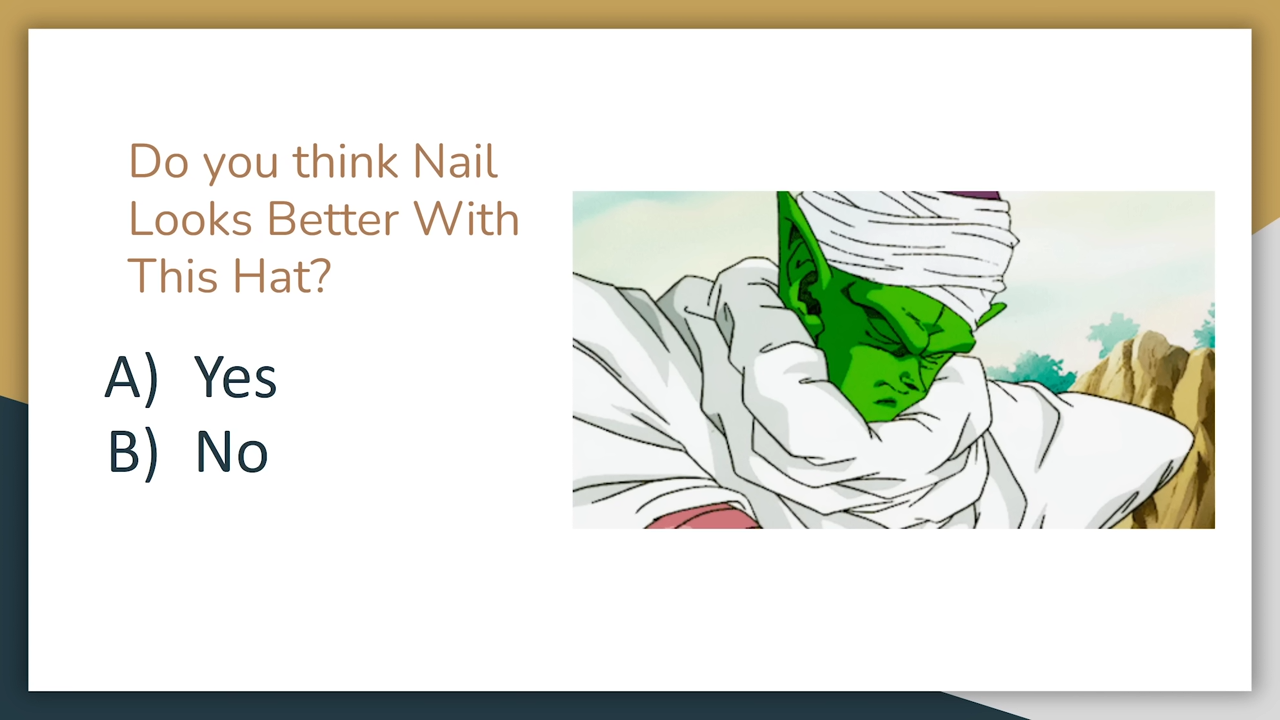 Do you think Nail
Looks Better With
This Hat?
A) Yes
B) No